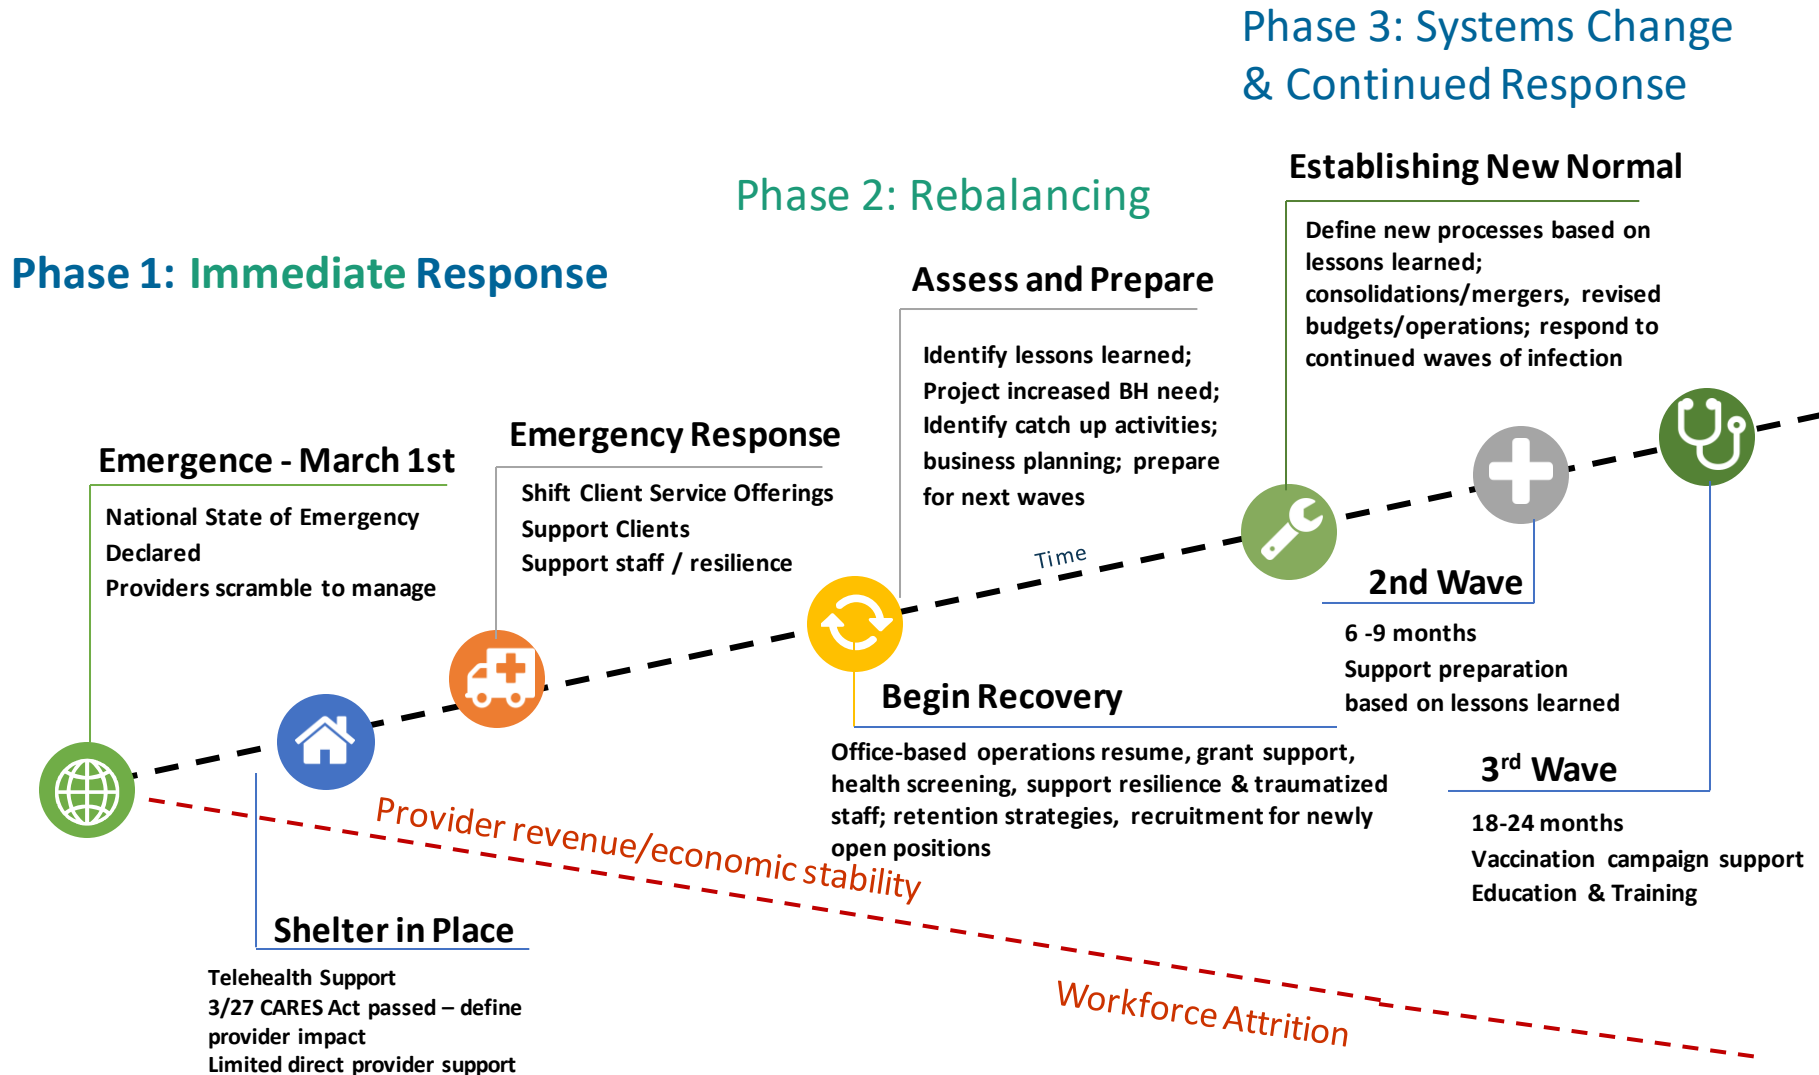 Phase 3: Systems Change
& Continued Response
Establishing New Normal
Define new processes based on
lessons learned;
consolidations/mergers, revised
budgets/operations; respond to
continued waves of infection
Phase 2: Rebalancing
Assess and Prepare
Identify lessons learned;
Project increased BH need;
Identify catch up activities;
business planning; prepare
for next waves
Phase 1: Immediate Response
Emergence - March 1st
National State of Emergency
Declared
Providers scramble to manage
Emergency Response
Shift Client Service Offerings
Support Clients
Support staff / resilience
Time
2nd Wave
6 -9 months
Support preparation
based on lessons learned
Begin Recovery
Office-based operations resume, grant support,
health screening, support resilience & traumatized
staff; retention strategies, recruitment for newly
open positions
3rd Wave
18-24 months
Vaccination campaign support
Education & Training
Provider revenue/economic stability
Shelter in Place
Telehealth Support
3/27 CARES Act passed – define
provider impact
Limited direct provider support
Workforce Attrition